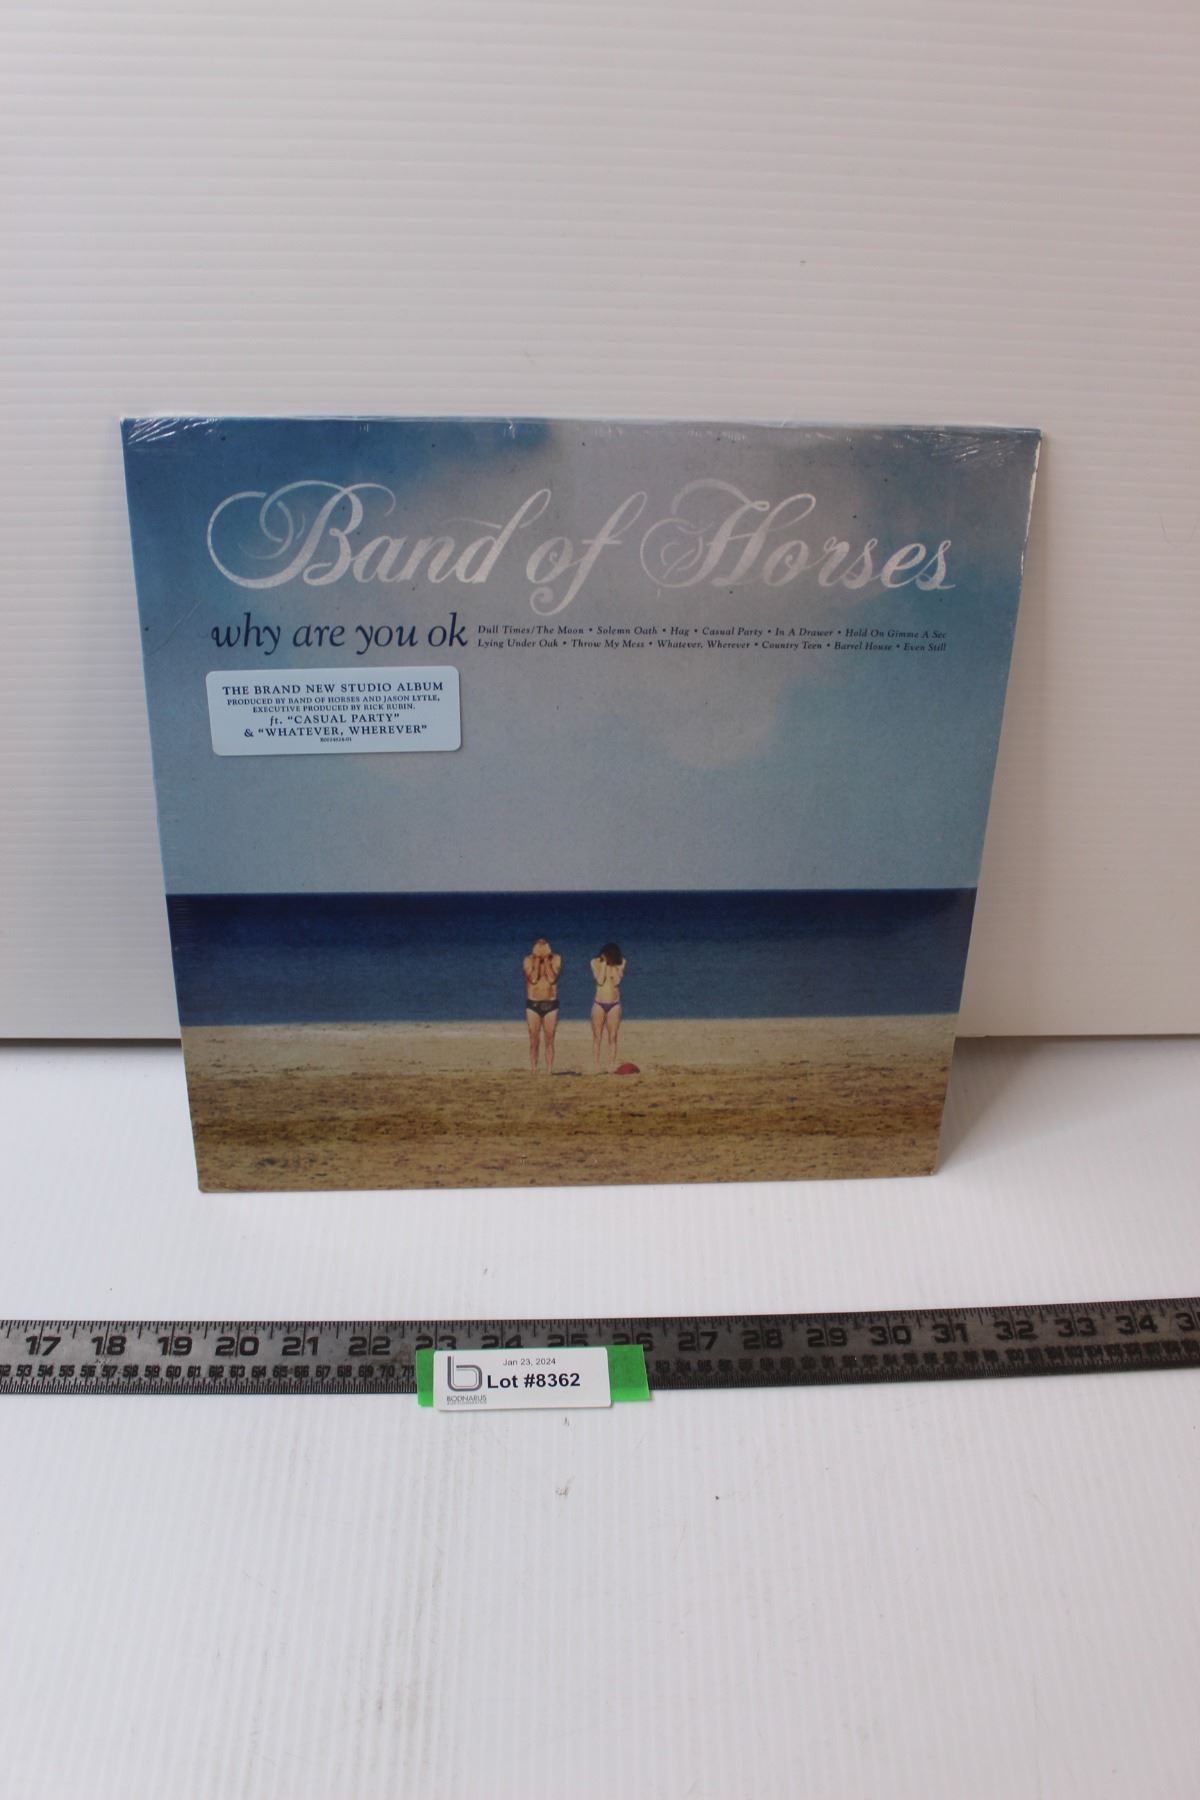 Band of Horses
why are you ok
Dull Times/The Moon • Solemn Oath • Hag • Casual Party • In A Drawer • Hold On Gimme A Sec
Lying Under Oak • Throw My Mess • Whatever, Wherever • Country Teen • Barrel House • Even Still
THE BRAND NEW STUDIO ALBUM
PRODUCED BY BAND OF HORSES AND JASON LYTLE,
EXECUTIVE PRODUCED BY RICK RUBIN.
ft. "CASUAL PARTY"
& "WHATEVER, WHEREVER"
17 18 19 20 21 22 23 24 25 26 27 28 29 30 31 32 33 34
Jan 23, 2024
Lot #8362
BODNARUS